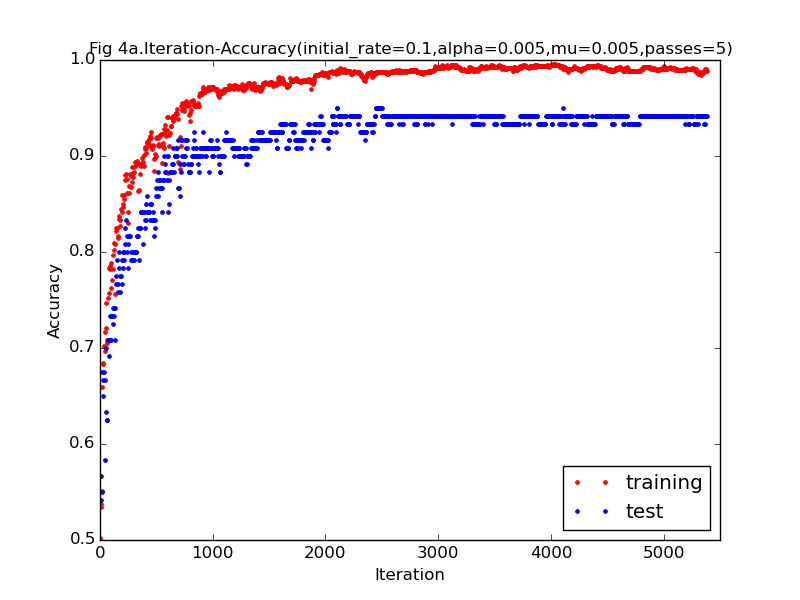 Fig 4a.Iteration-Accuracy(initial_rate=0.1,alpha=0.005,mu=0.005,passes=5)
1.0
0.9
0.8
0.7
0.6
0.5
Accuracy
training
test
0 1000 2000 3000 4000 5000
Iteration